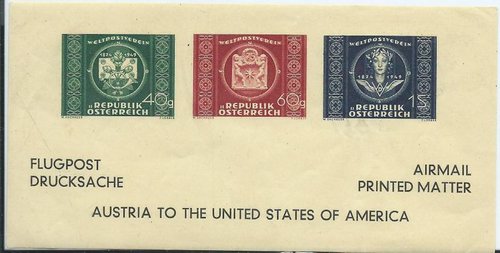 WELTPOSTVEREIN
1874 1949
40g
REPUBLIK
ÖSTERREICH
WELTPOSTVEREIN
60g
REPUBLIK
ÖSTERREICH
WELTPOSTVEREIN
1874 1949
1S
REPUBLIK
ÖSTERREICH
FLUGPOST
DRUCKSACHE
AIRMAIL
PRINTED MATTER
AUSTRIA TO THE UNITED STATES OF AMERICA